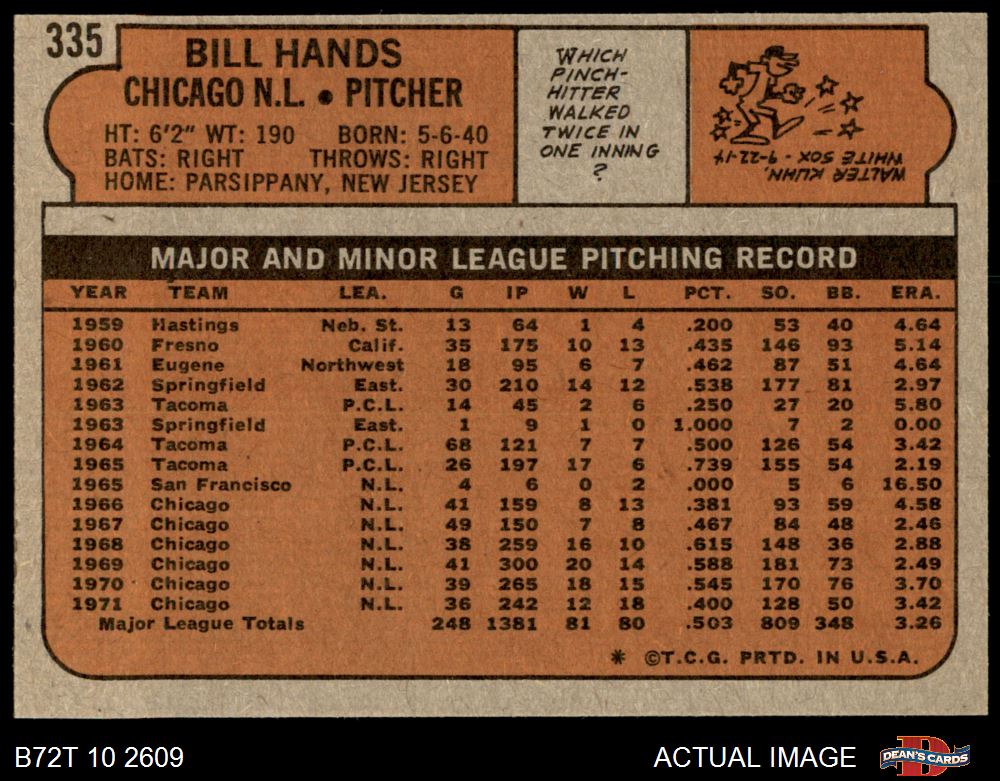 335
BILL HANDS
CHICAGO N.L. • PITCHER
HT: 6'2" WT: 190 BORN: 5-6-40
BATS: RIGHT THROWS: RIGHT
HOME: PARSIPPANY, NEW JERSEY
WHICH
PINCH-
HITTER
WALKED
TWICE IN
ONE INNING
?
WALTER KUHN,
WHITE SOX - 9-22-14
MAJOR AND MINOR LEAGUE PITCHING RECORD
YEAR TEAM LEA. G IP W L PCT. SO. BB. ERA.
1959 Hastings Neb. St. 13 64 1 4 .200 53 40 4.64
1960 Fresno Calif. 35 175 10 13 .435 146 93 5.14
1961 Eugene Northwest 18 95 6 7 .462 87 51 4.64
1962 Springfield East. 30 210 14 12 .538 177 81 2.97
1963 Tacoma P.C.L. 14 45 2 6 .250 27 20 5.80
1963 Springfield East. 1 9 1 0 1.000 7 2 0.00
1964 Tacoma P.C.L. 68 121 7 7 .500 126 54 3.42
1965 Tacoma P.C.L. 26 197 17 6 .739 155 54 2.19
1965 San Francisco N.L. 4 6 0 2 .000 5 6 16.50
1966 Chicago N.L. 41 159 8 13 .381 93 59 4.58
1967 Chicago N.L. 49 150 7 8 .467 84 48 2.46
1968 Chicago N.L. 38 259 16 10 .615 148 36 2.88
1969 Chicago N.L. 41 300 20 14 .588 181 73 2.49
1970 Chicago N.L. 39 265 18 15 .545 170 76 3.70
1971 Chicago N.L. 36 242 12 18 .400 128 50 3.42
Major League Totals 248 1381 81 80 .503 809 348 3.26
* ©T.C.G. PRTD. IN U.S.A.
B72T 10 2609 ACTUAL IMAGE DEAN'S CARDS